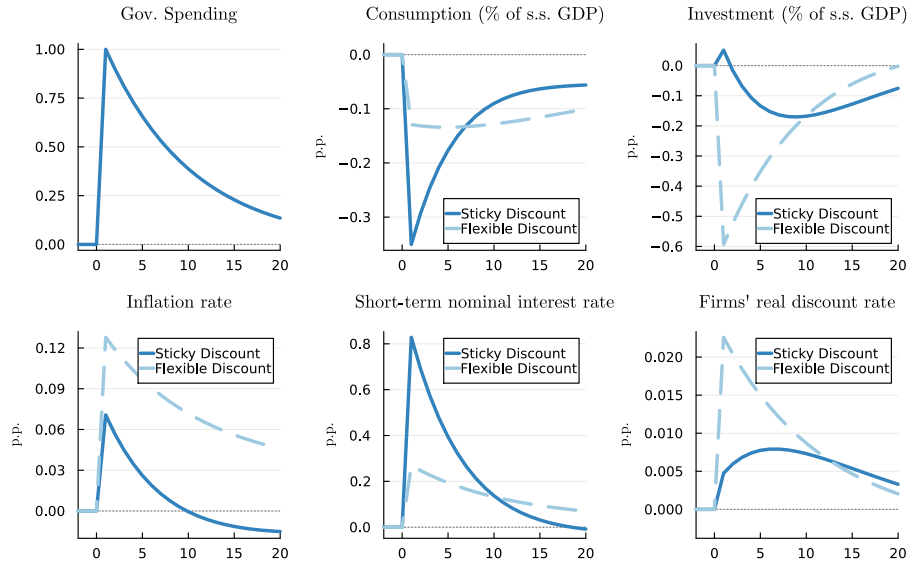 Gov. Spending
1.00
0.75
0.50
0.25
0.00
0 5 10 15 20
Consumption (% of s.s. GDP)
p.p.
0.0
−0.1
−0.2
−0.3
Sticky Discount
Flexible Discount
0 5 10 15 20
Investment (% of s.s. GDP)
p.p.
0.0
−0.1
−0.2
−0.3
−0.4
−0.5
−0.6
Sticky Discount
Flexible Discount
0 5 10 15 20
Inflation rate
p.p.
0.12
0.09
0.06
0.03
0.00
Sticky Discount
Flexible Discount
0 5 10 15 20
Short-term nominal interest rate
p.p.
0.8
0.6
0.4
0.2
0.0
Sticky Discount
Flexible Discount
0 5 10 15 20
Firms' real discount rate
p.p.
0.020
0.015
0.010
0.005
0.000
Sticky Discount
Flexible Discount
0 5 10 15 20